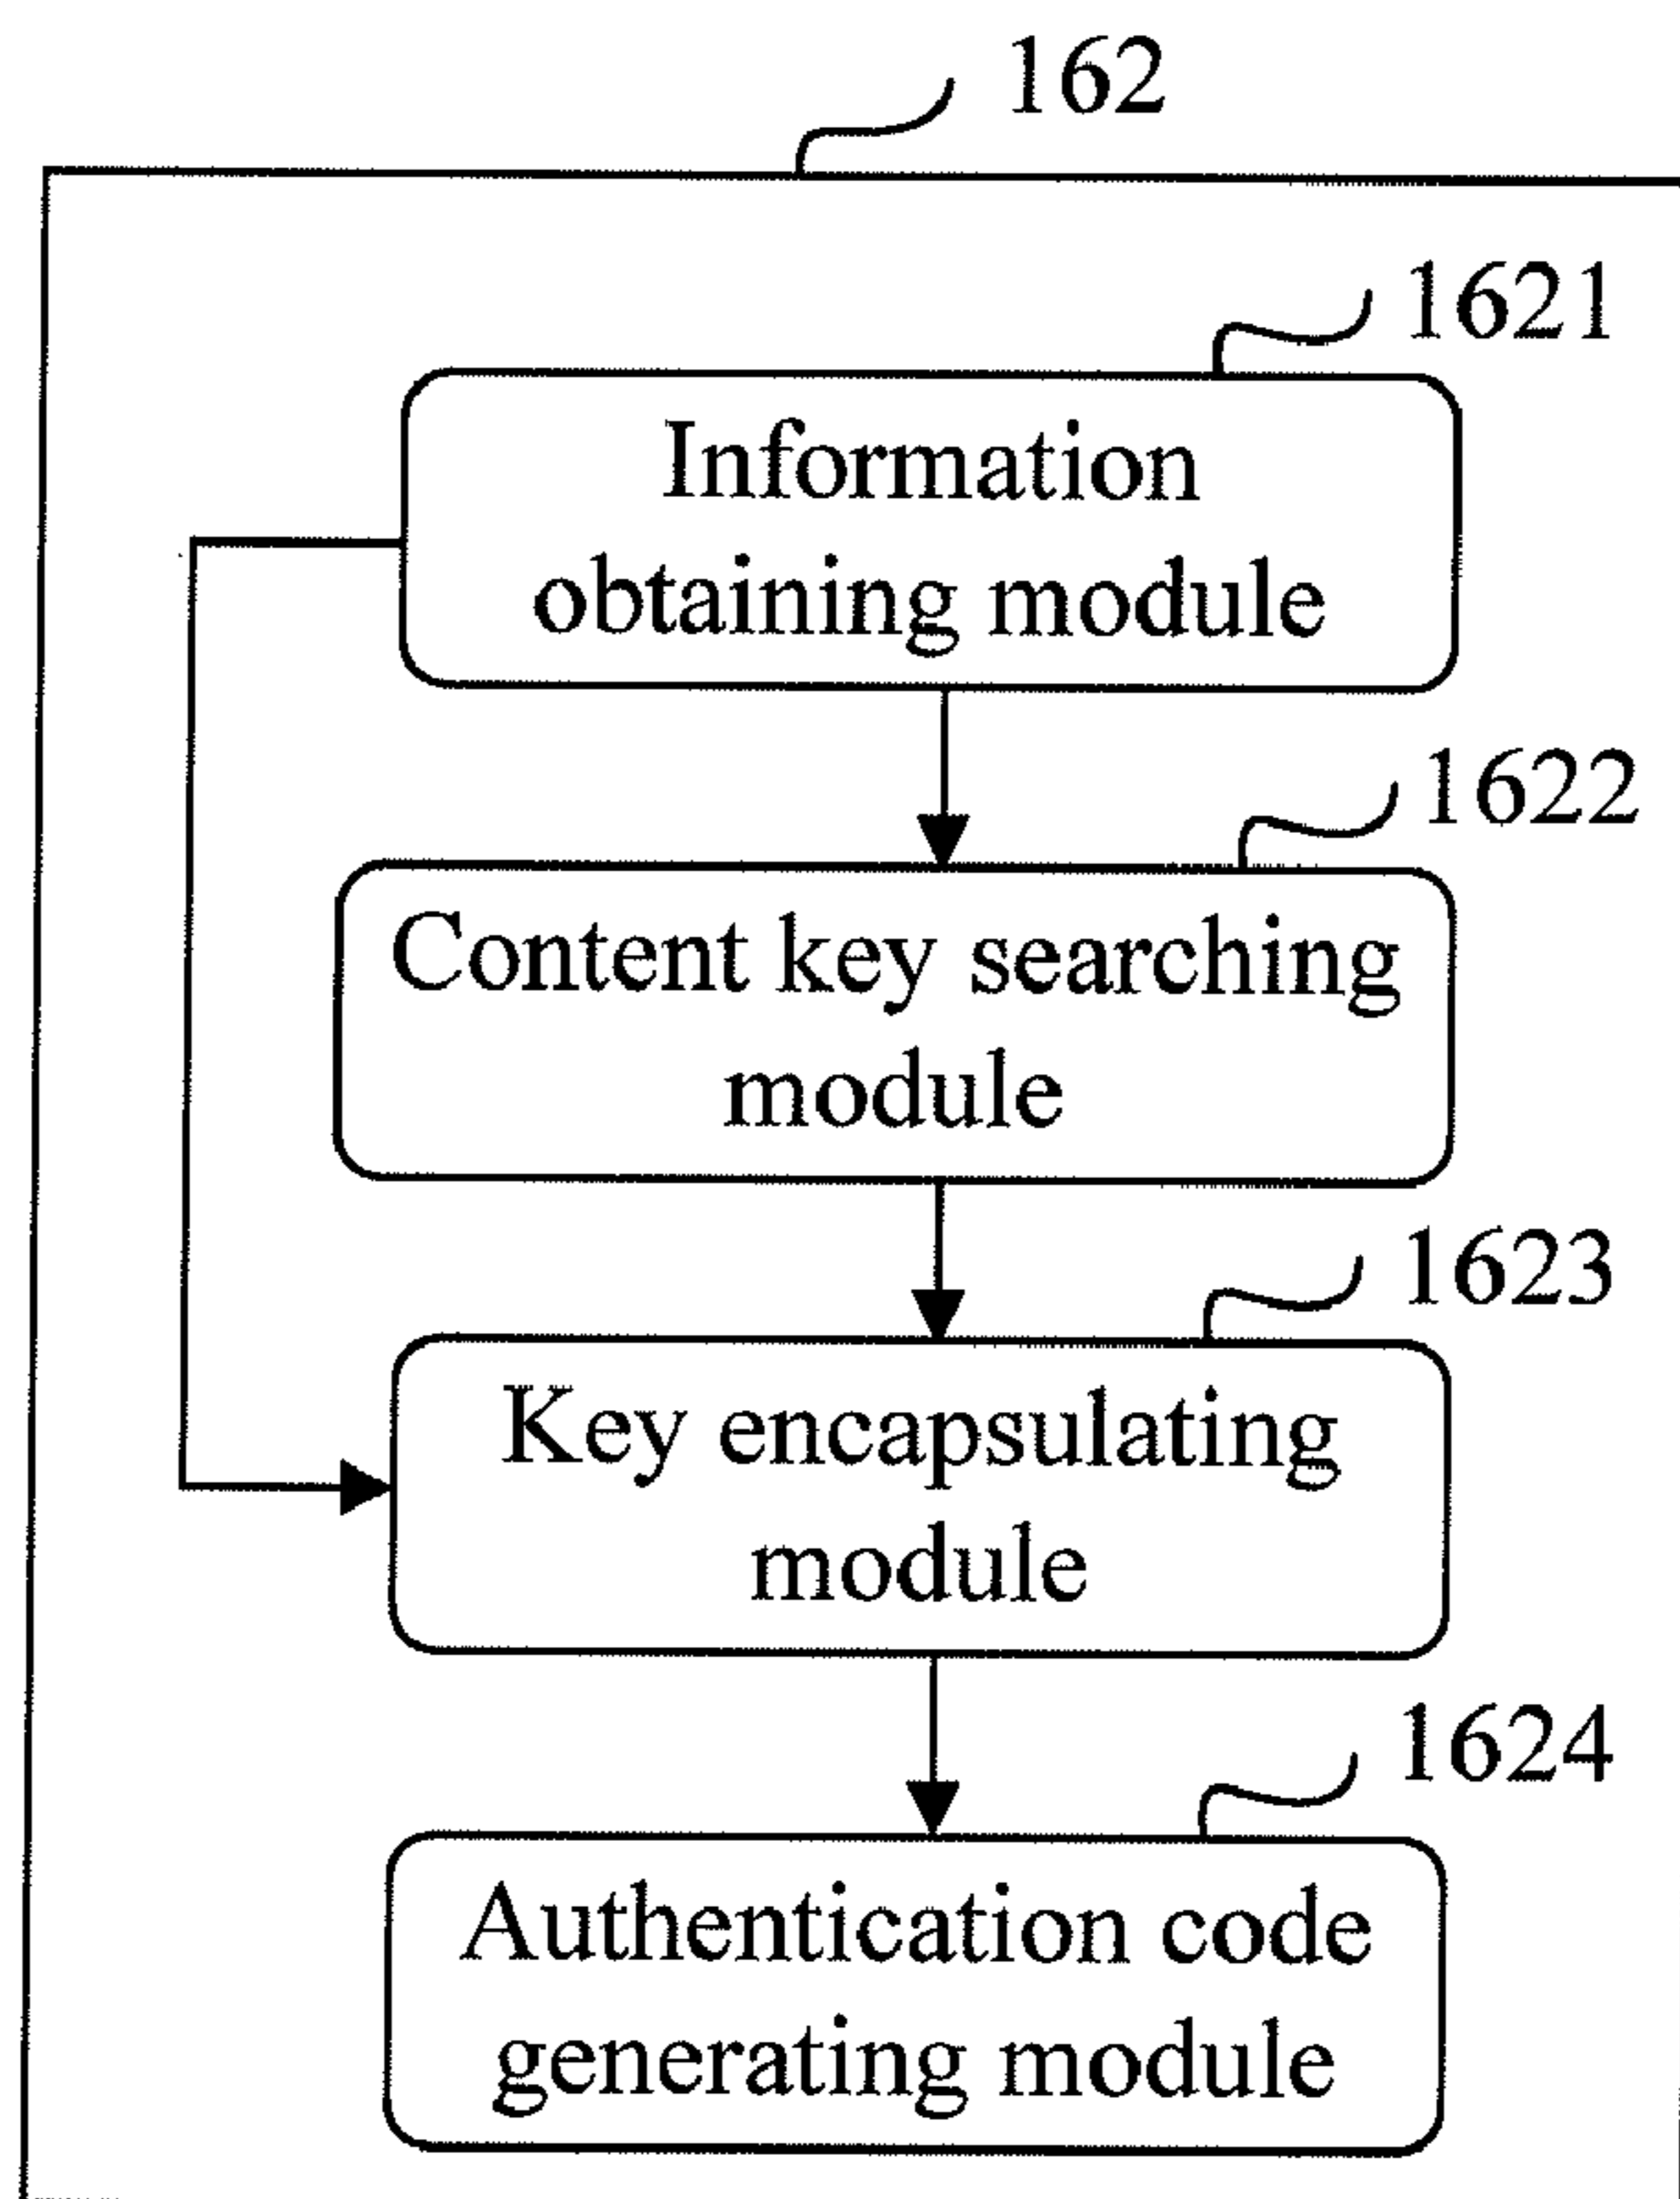 162
1621
Information
obtaining module
1622
Content key searching
module
1623
Key encapsulating
module
1624
Authentication code
generating module